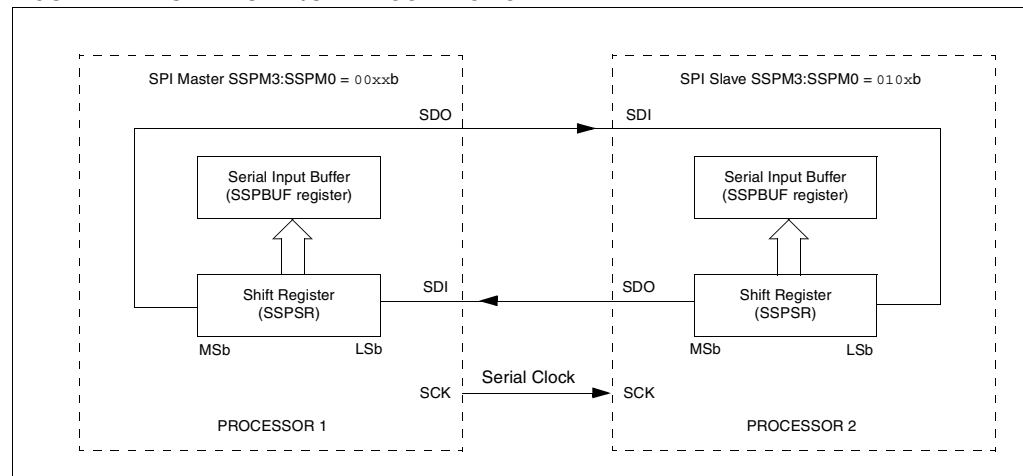 SPI Master SSPM3:SSPM0 = 00xxb
SPI Slave SSPM3:SSPM0 = 010xb
SDO
SDI
Serial Input Buffer
(SSPBUF register)
Serial Input Buffer
(SSPBUF register)
Shift Register
(SSPSR)
MSb
LSb
SDI
SDO
Shift Register
(SSPSR)
MSb
LSb
Serial Clock
SCK
SCK
PROCESSOR 1
PROCESSOR 2